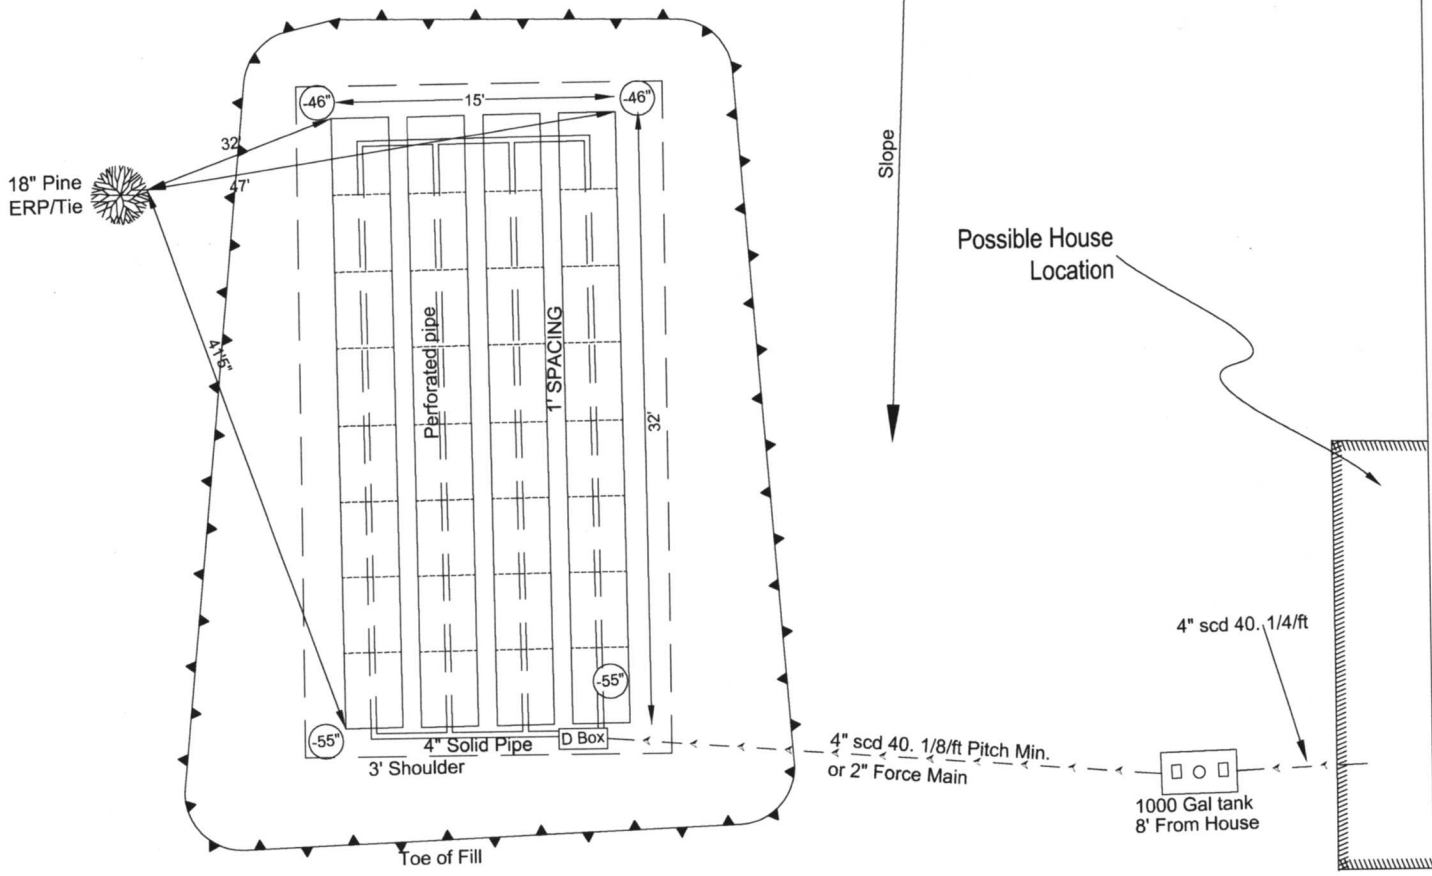 -46"
15'
-46"
32'
47'
18" Pine
ERP/Tie
Slope
Possible House
Location
Perforated pipe
1' SPACING
41'5"
32'
4" scd 40. 1/4/ft
-55"
-55"
D Box
4" Solid Pipe
3' Shoulder
4" scd 40. 1/8/ft Pitch Min.
or 2" Force Main
1000 Gal tank
8' From House
Toe of Fill